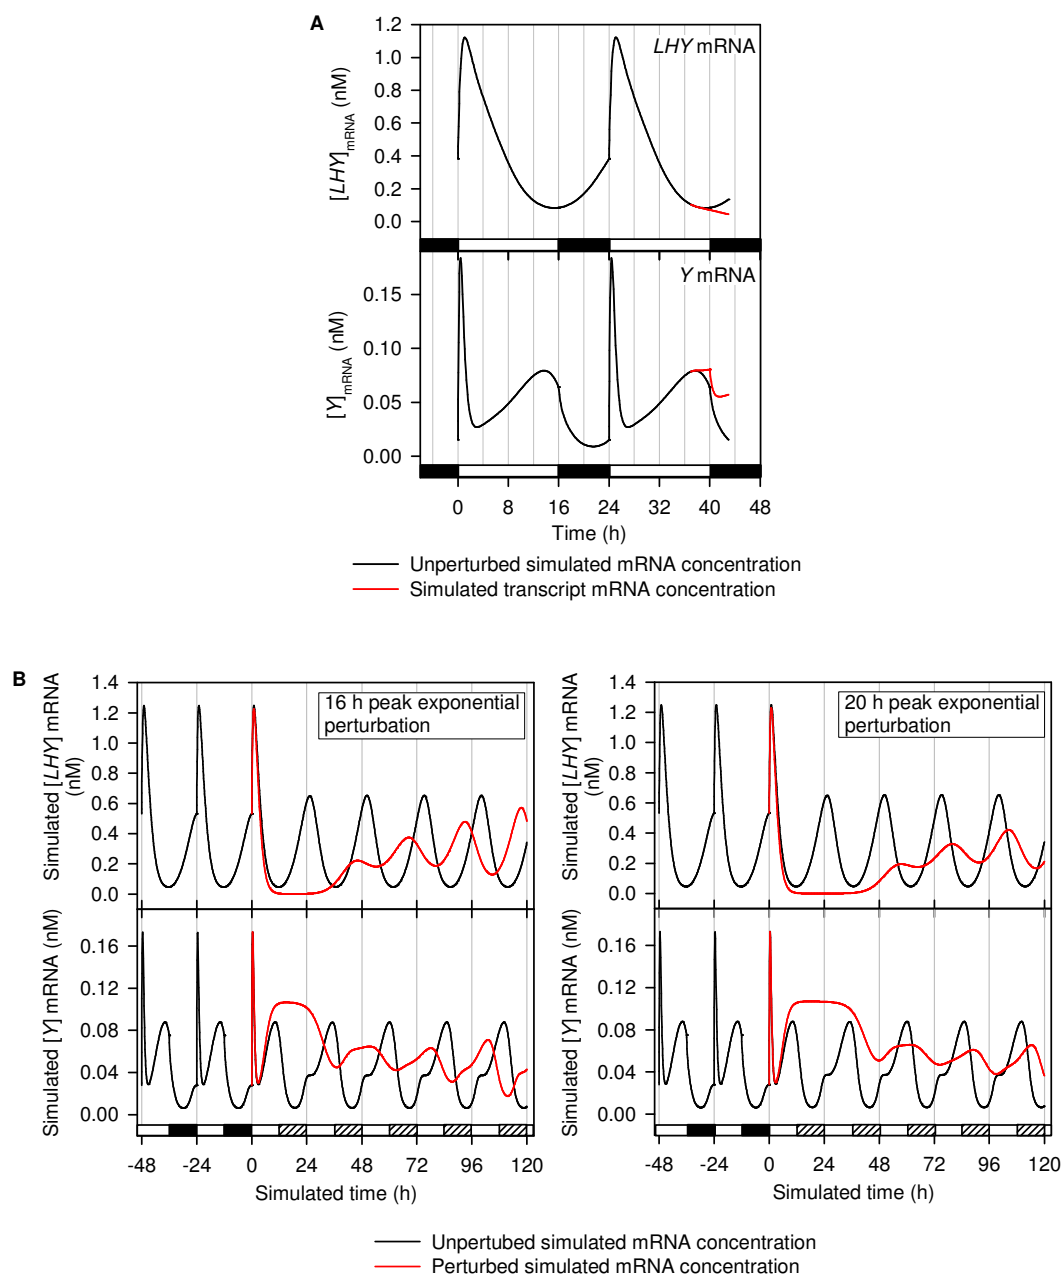 A
LHY mRNA
[LHY]mRNA (nM)
1.2
1.0
0.8
0.6
0.4
0.2
0.0
Y mRNA
[Y]mRNA (nM)
0.15
0.10
0.05
0.00
0 8 16 24 32 40 48
Time (h)
Unperturbed simulated mRNA concentration
Simulated transcript mRNA concentration
B
Simulated [LHY] mRNA
(nM)
1.4
1.2
1.0
0.8
0.6
0.4
0.2
0.0
16 h peak exponential
perturbation
Simulated [Y] mRNA (nM)
0.16
0.12
0.08
0.04
0.00
-48 -24 0 24 48 72 96 120
Simulated time (h)
Simulated [LHY] mRNA
(nM)
1.4
1.2
1.0
0.8
0.6
0.4
0.2
0.0
20 h peak exponential
perturbation
Simulated [Y] mRNA (nM)
0.16
0.12
0.08
0.04
0.00
-48 -24 0 24 48 72 96 120
Simulated time (h)
Unpertubed simulated mRNA concentration
Perturbed simulated mRNA concentration